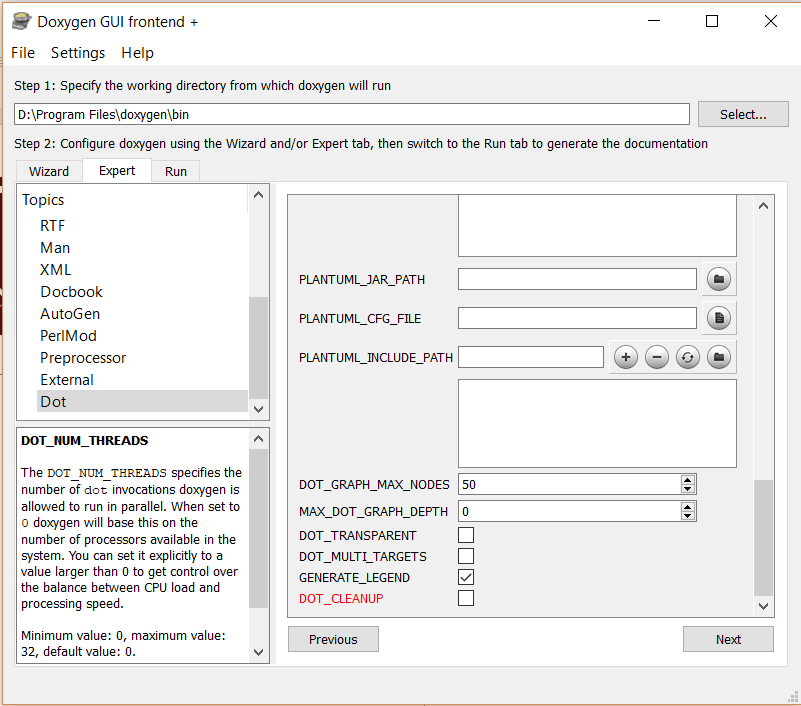 Doxygen GUI frontend +
File Settings Help
Step 1: Specify the working directory from which doxygen will run
D:\Program Files\doxygen\bin
Select...
Step 2: Configure doxygen using the Wizard and/or Expert tab, then switch to the Run tab to generate the documentation
Wizard Expert Run
Topics
RTF
Man
XML
Docbook
AutoGen
PerlMod
Preprocessor
External
Dot
DOT_NUM_THREADS
The DOT_NUM_THREADS specifies the
number of dot invocations doxygen is
allowed to run in parallel. When set to
0 doxygen will base this on the
number of processors available in the
system. You can set it explicitly to a
value larger than 0 to get control over
the balance between CPU load and
processing speed.
Minimum value: 0, maximum value:
32, default value: 0.
PLANTUML_JAR_PATH
PLANTUML_CFG_FILE
PLANTUML_INCLUDE_PATH
DOT_GRAPH_MAX_NODES 50
MAX_DOT_GRAPH_DEPTH 0
DOT_TRANSPARENT
DOT_MULTI_TARGETS
GENERATE_LEGEND
DOT_CLEANUP
Previous
Next